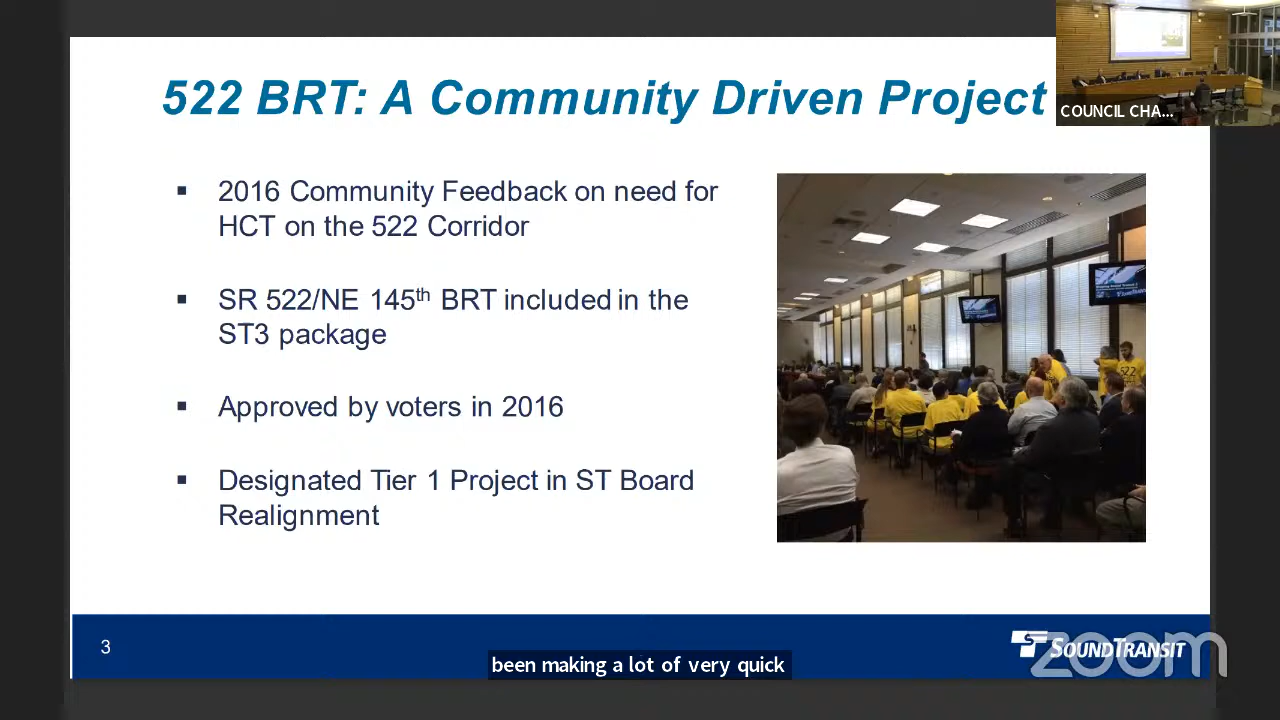 522 BRT: A Community Driven Project
COUNCIL CHA...
▪ 2016 Community Feedback on need for
HCT on the 522 Corridor
▪ SR 522/NE 145th BRT included in the
ST3 package
▪ Approved by voters in 2016
▪ Designated Tier 1 Project in ST Board
Realignment
522
3
SOUNDTRANSIT
zoom
been making a lot of very quick